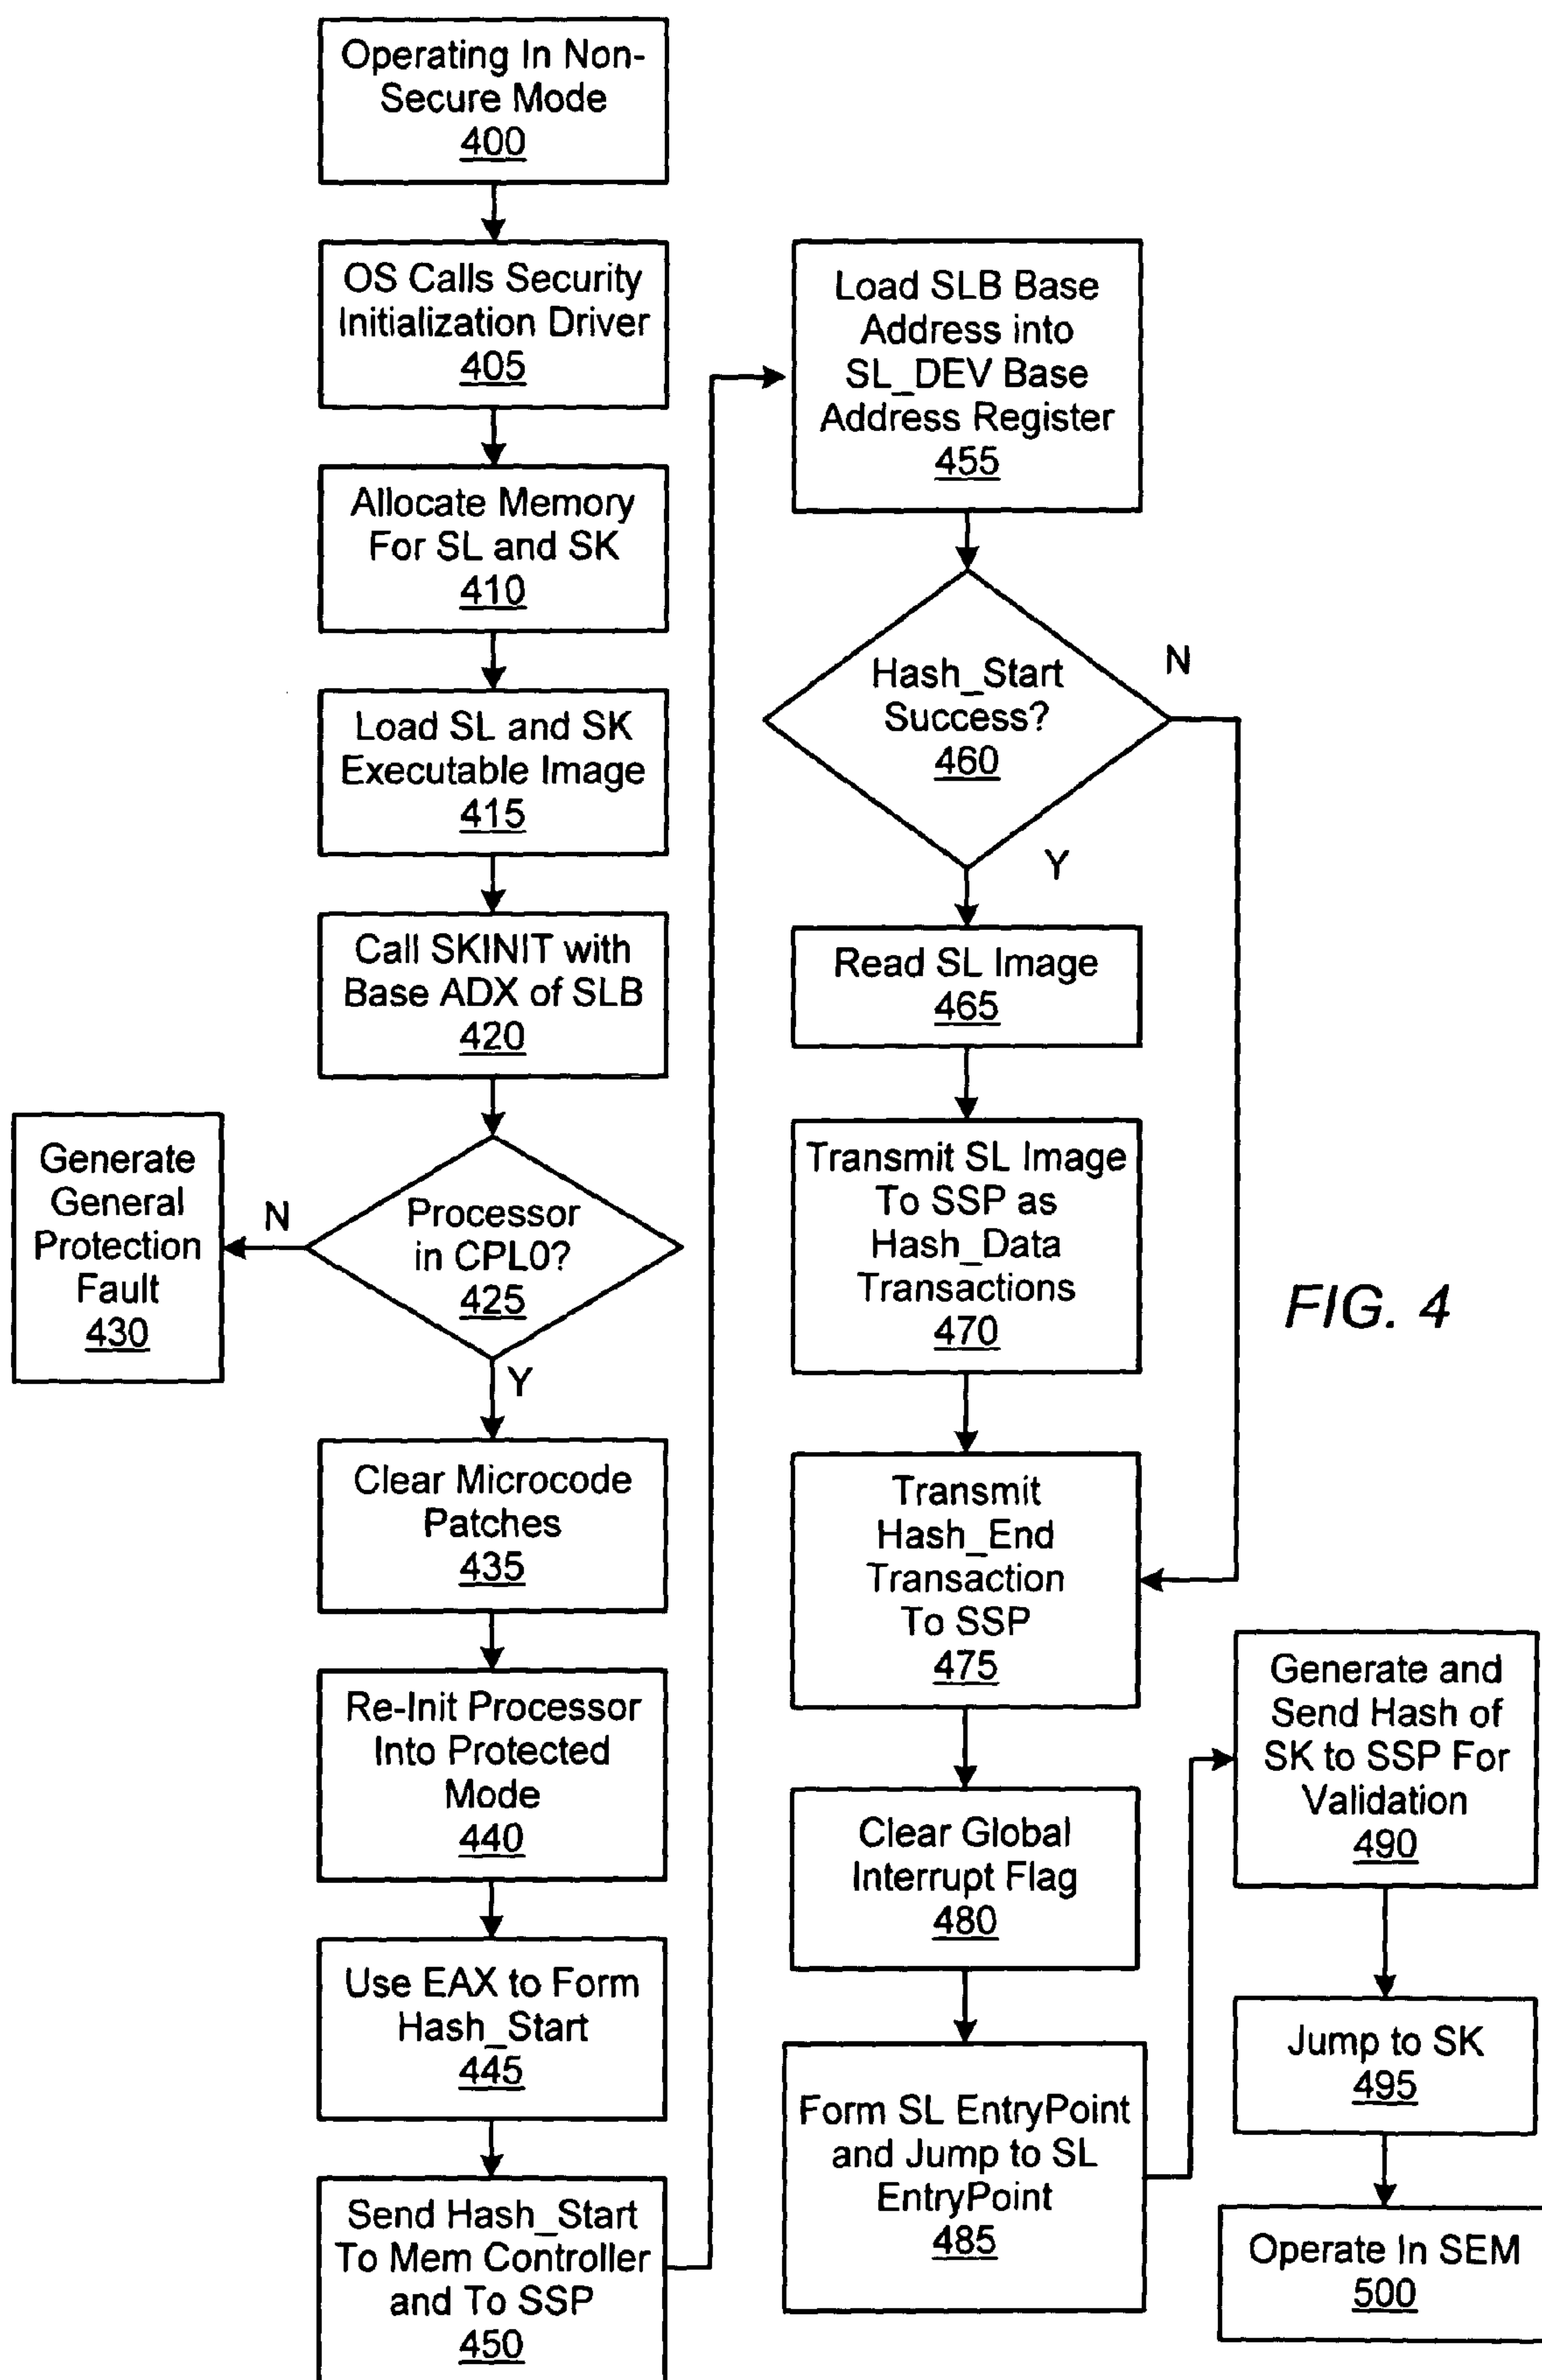 Operating In Non-
Secure Mode
400
OS Calls Security
Initialization Driver
405
Allocate Memory
For SL and SK
410
Load SL and SK
Executable Image
415
Call SKINIT with
Base ADX of SLB
420
Processor
in CPL0?
425
N
Generate
General
Protection
Fault
430
Y
Clear Microcode
Patches
435
Re-Init Processor
Into Protected
Mode
440
Use EAX to Form
Hash_Start
445
Send Hash_Start
To Mem Controller
and To SSP
450
Load SLB Base
Address into
SL_DEV Base
Address Register
455
Hash_Start
Success?
460
N
Y
Read SL Image
465
Transmit SL Image
To SSP as
Hash_Data
Transactions
470
Transmit
Hash_End
Transaction
To SSP
475
Clear Global
Interrupt Flag
480
Form SL EntryPoint
and Jump to SL
EntryPoint
485
Generate and
Send Hash of
SK to SSP For
Validation
490
Jump to SK
495
Operate In SEM
500
FIG. 4